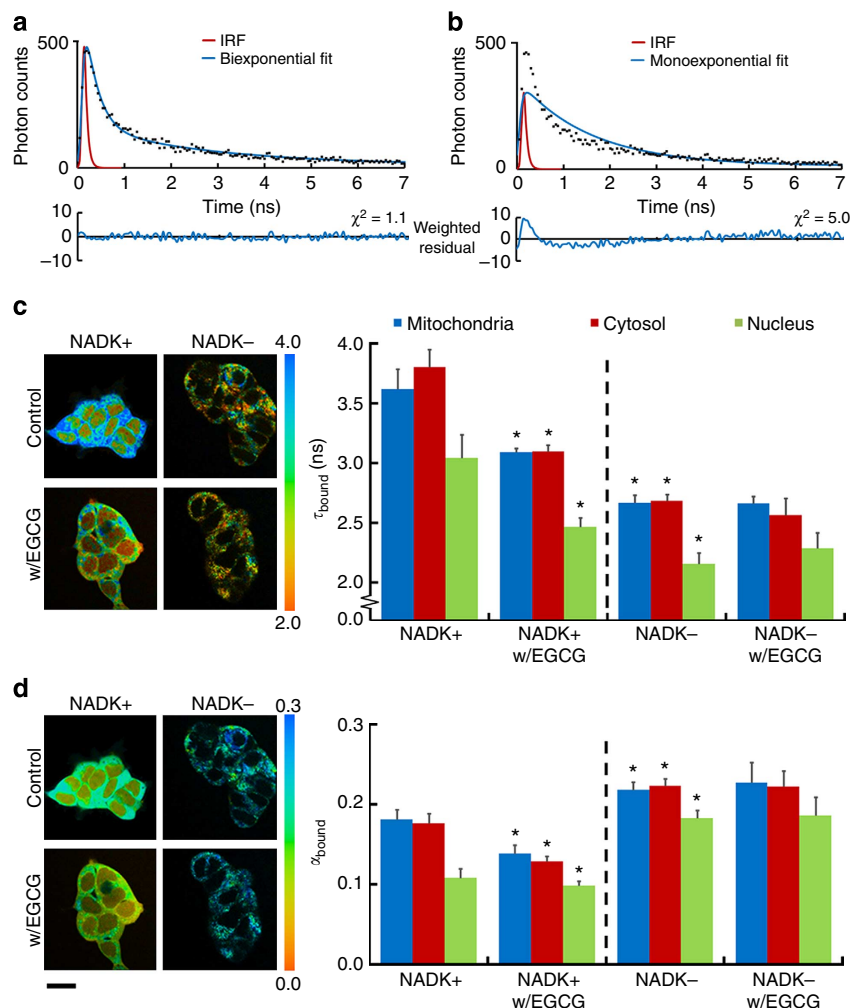 a
Photon counts
500
0
IRF
Biexponential fit
0 1 2 3 4 5 6 7
Time (ns)
10
0
−10
χ² = 1.1
b
Photon counts
500
0
IRF
Monoexponential fit
0 1 2 3 4 5 6 7
Time (ns)
Weighted
residual
10
0
−10
χ² = 5.0
c
NADK+ NADK−
Control
w/EGCG
4.0
2.0
Mitochondria Cytosol Nucleus
τbound (ns)
4.0
3.5
3.0
2.5
2.0
0.0
* * *
* * *
NADK+
NADK+
w/EGCG
NADK−
NADK−
w/EGCG
d
NADK+ NADK−
Control
w/EGCG
0.3
0.0
αbound
0.3
0.2
0.1
0.0
* * *
* * *
NADK+
NADK+
w/EGCG
NADK−
NADK−
w/EGCG